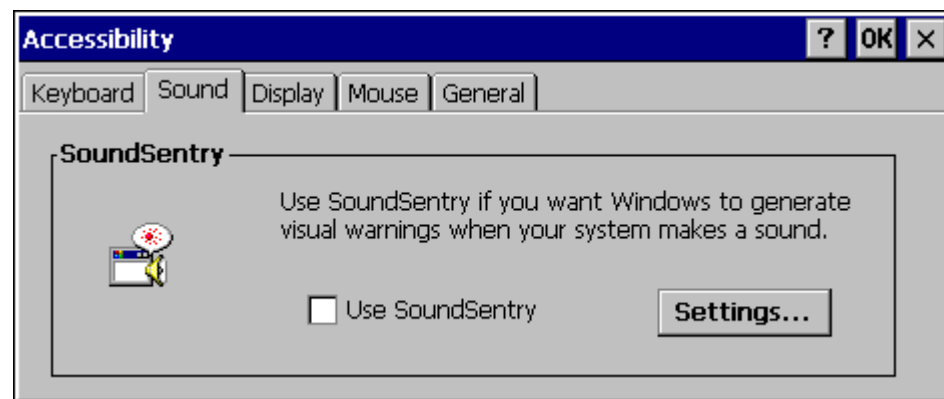 Accessibility ? OK ×
Keyboard Sound Display Mouse General
SoundSentry
Use SoundSentry if you want Windows to generate
visual warnings when your system makes a sound.
Use SoundSentry Settings...